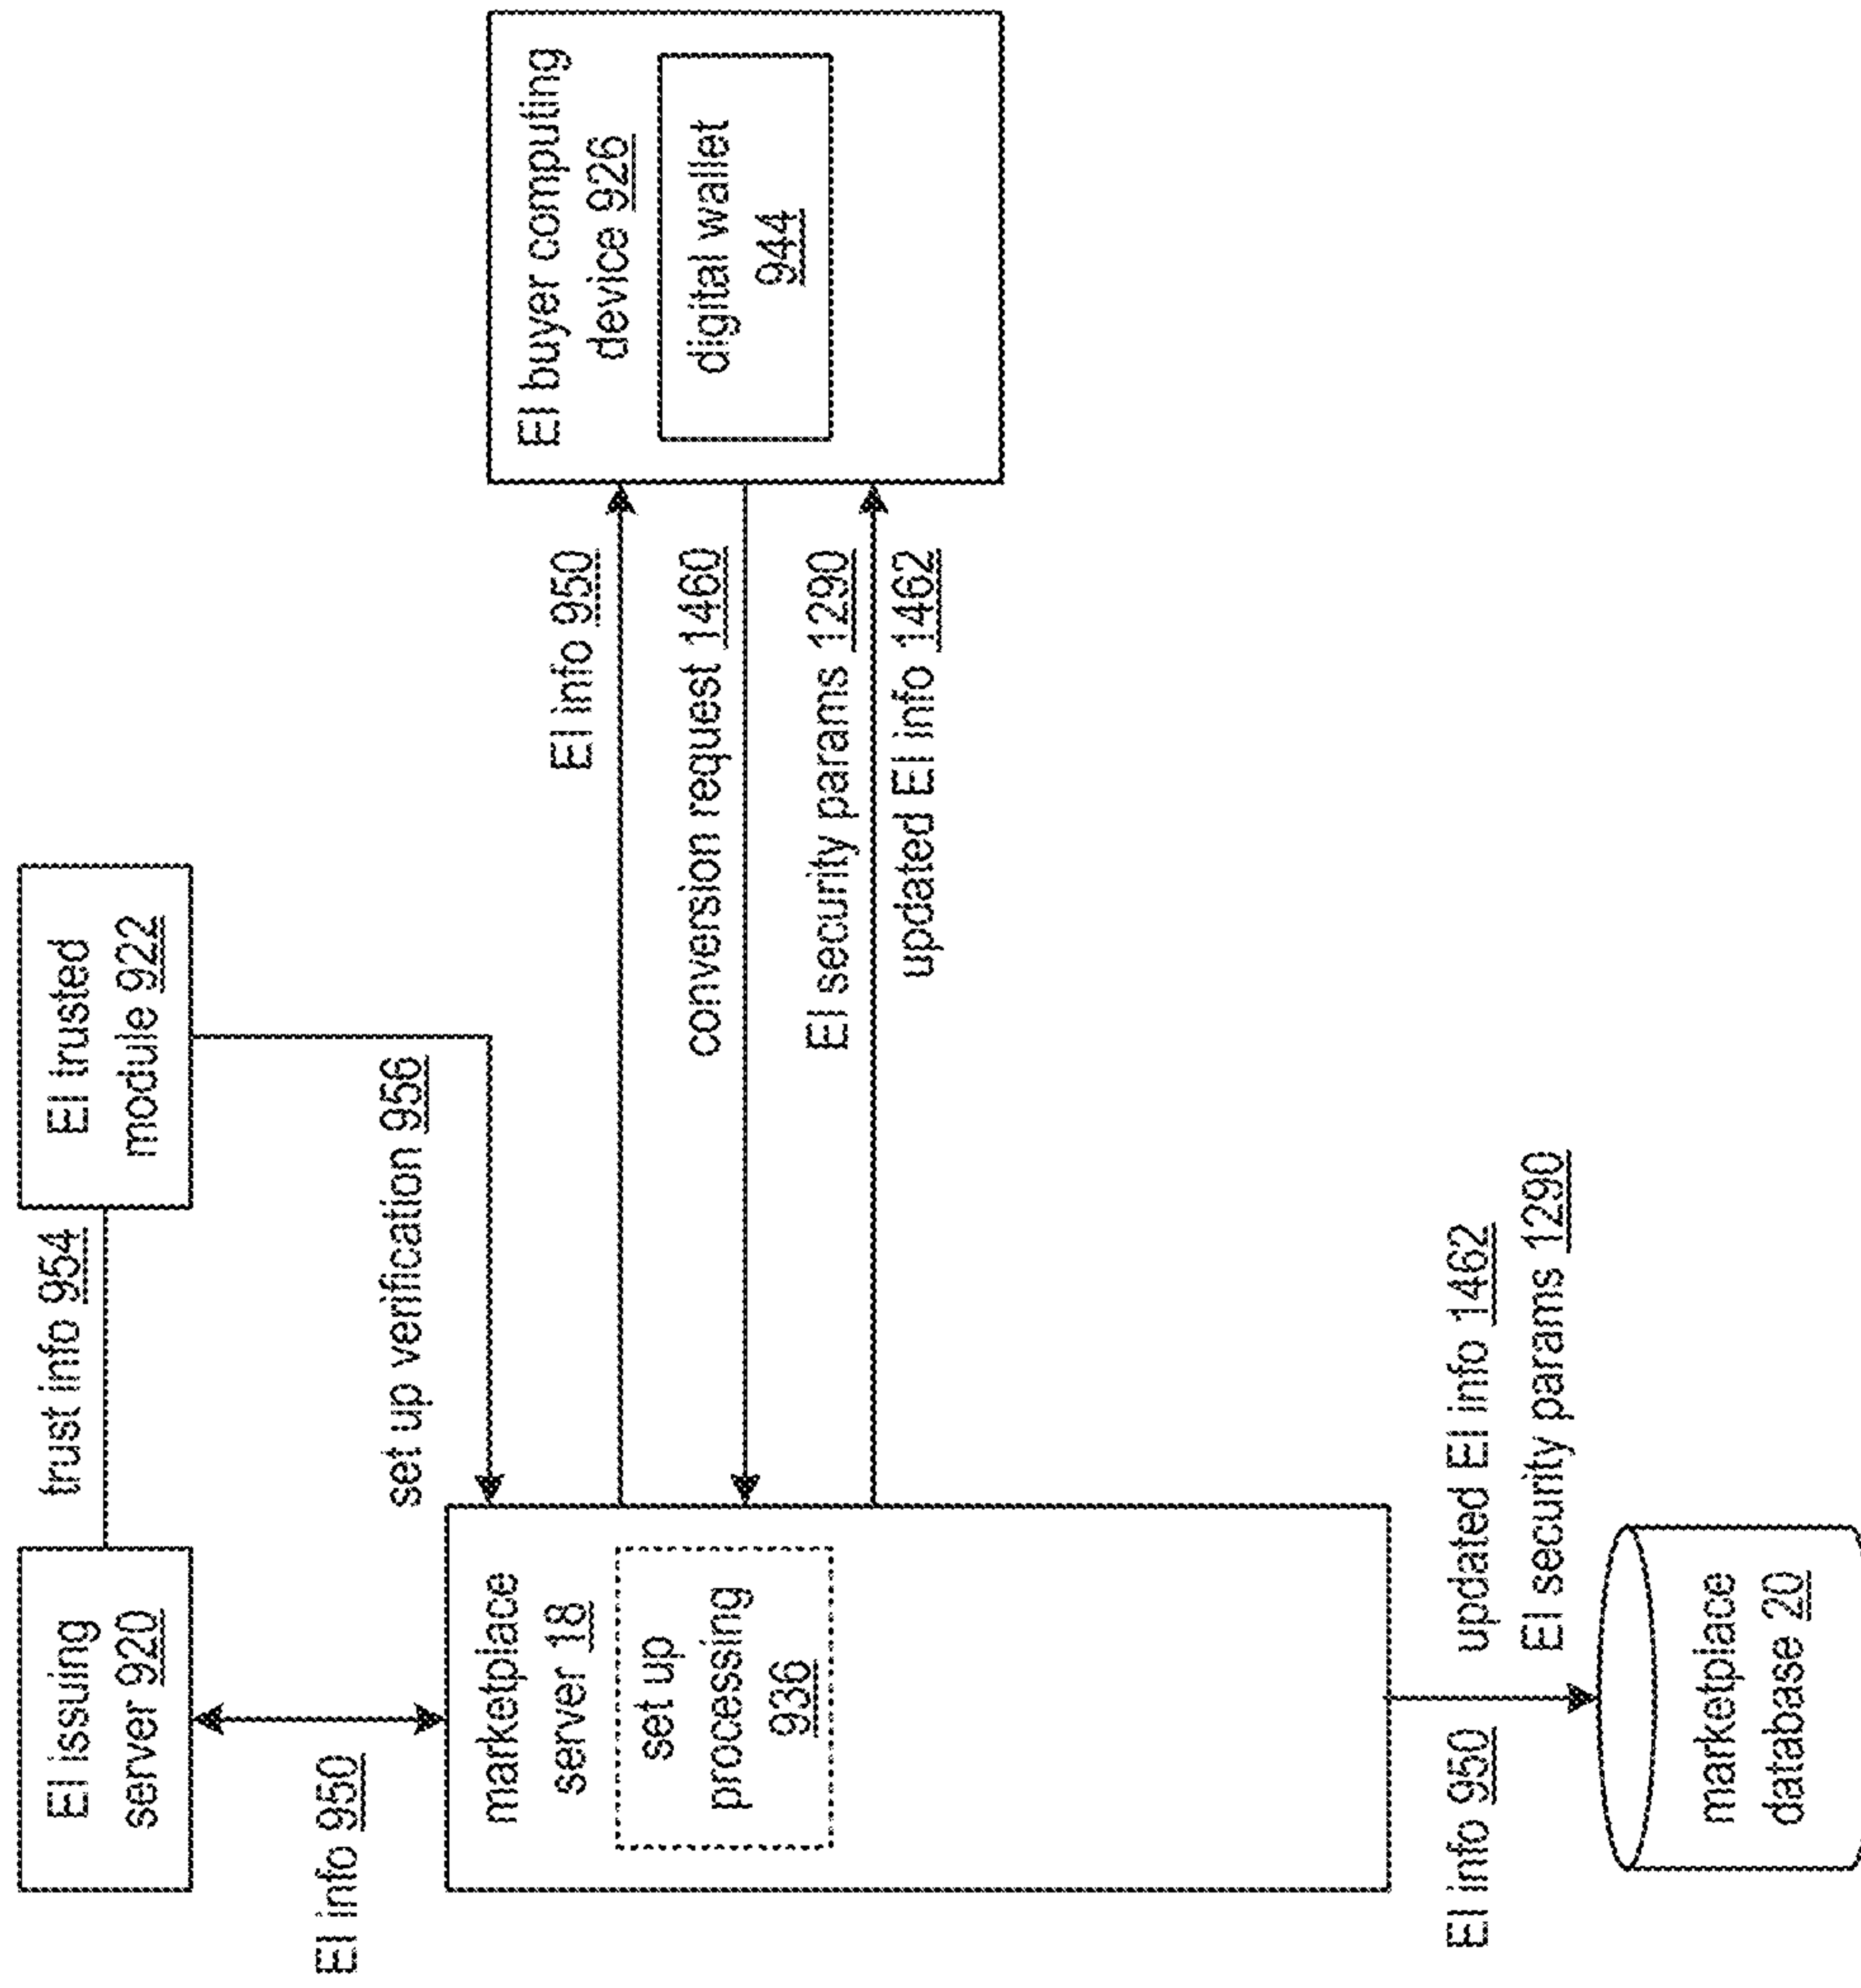 EI issuing
server 920
trust info 954
EI trusted
module 922
EI info 950
set up verification 956
marketplace
server 18
set up
processing
936
EI info 950
conversion request 1460
EI security params 1290
updated EI info 1462
EI buyer computing
device 926
digital wallet
944
EI info 950
updated EI info 1462
EI security params 1290
marketplace
database 20